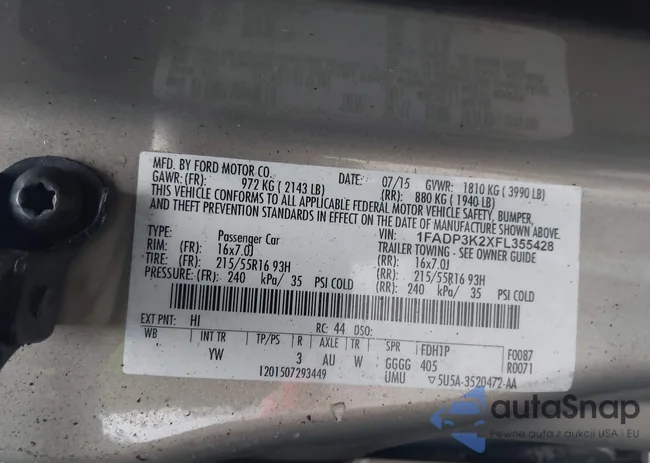 MFD. BY FORD MOTOR CO.
DATE: 07/15 GVWR: 1810 KG ( 3990 LB)
GAWR: (FR): 972 KG ( 2143 LB) (RR): 880 KG ( 1940 LB)
THIS VEHICLE CONFORMS TO ALL APPLICABLE FEDERAL MOTOR VEHICLE SAFETY, BUMPER,
AND THEFT PREVENTION STANDARDS IN EFFECT ON THE DATE OF MANUFACTURE SHOWN ABOVE.
VIN: 1FADP3K2XFL355428
TYPE: Passenger Car TRAILER TOWING - SEE OWNER GUIDE
RIM: (FR) 16x7.0J (RR): 16x7.0J
TIRE: (FR) 215/55R16 93H (RR): 215/55R16 93H
PRESSURE: (FR) 240 kPa/ 35 PSI COLD (RR): 240 kPa/ 35 PSI COLD
EXT PNT: HI RC: 44 DSO:
WB INT TR TP/PS R AXLE TR SPR FDH1P F0087
YW 3 AU W GGGG 405 R0071
1201507293449 UMU ▽5U5A-3520472-AA
autoSnap
Pewne auta z aukcji USA i EU